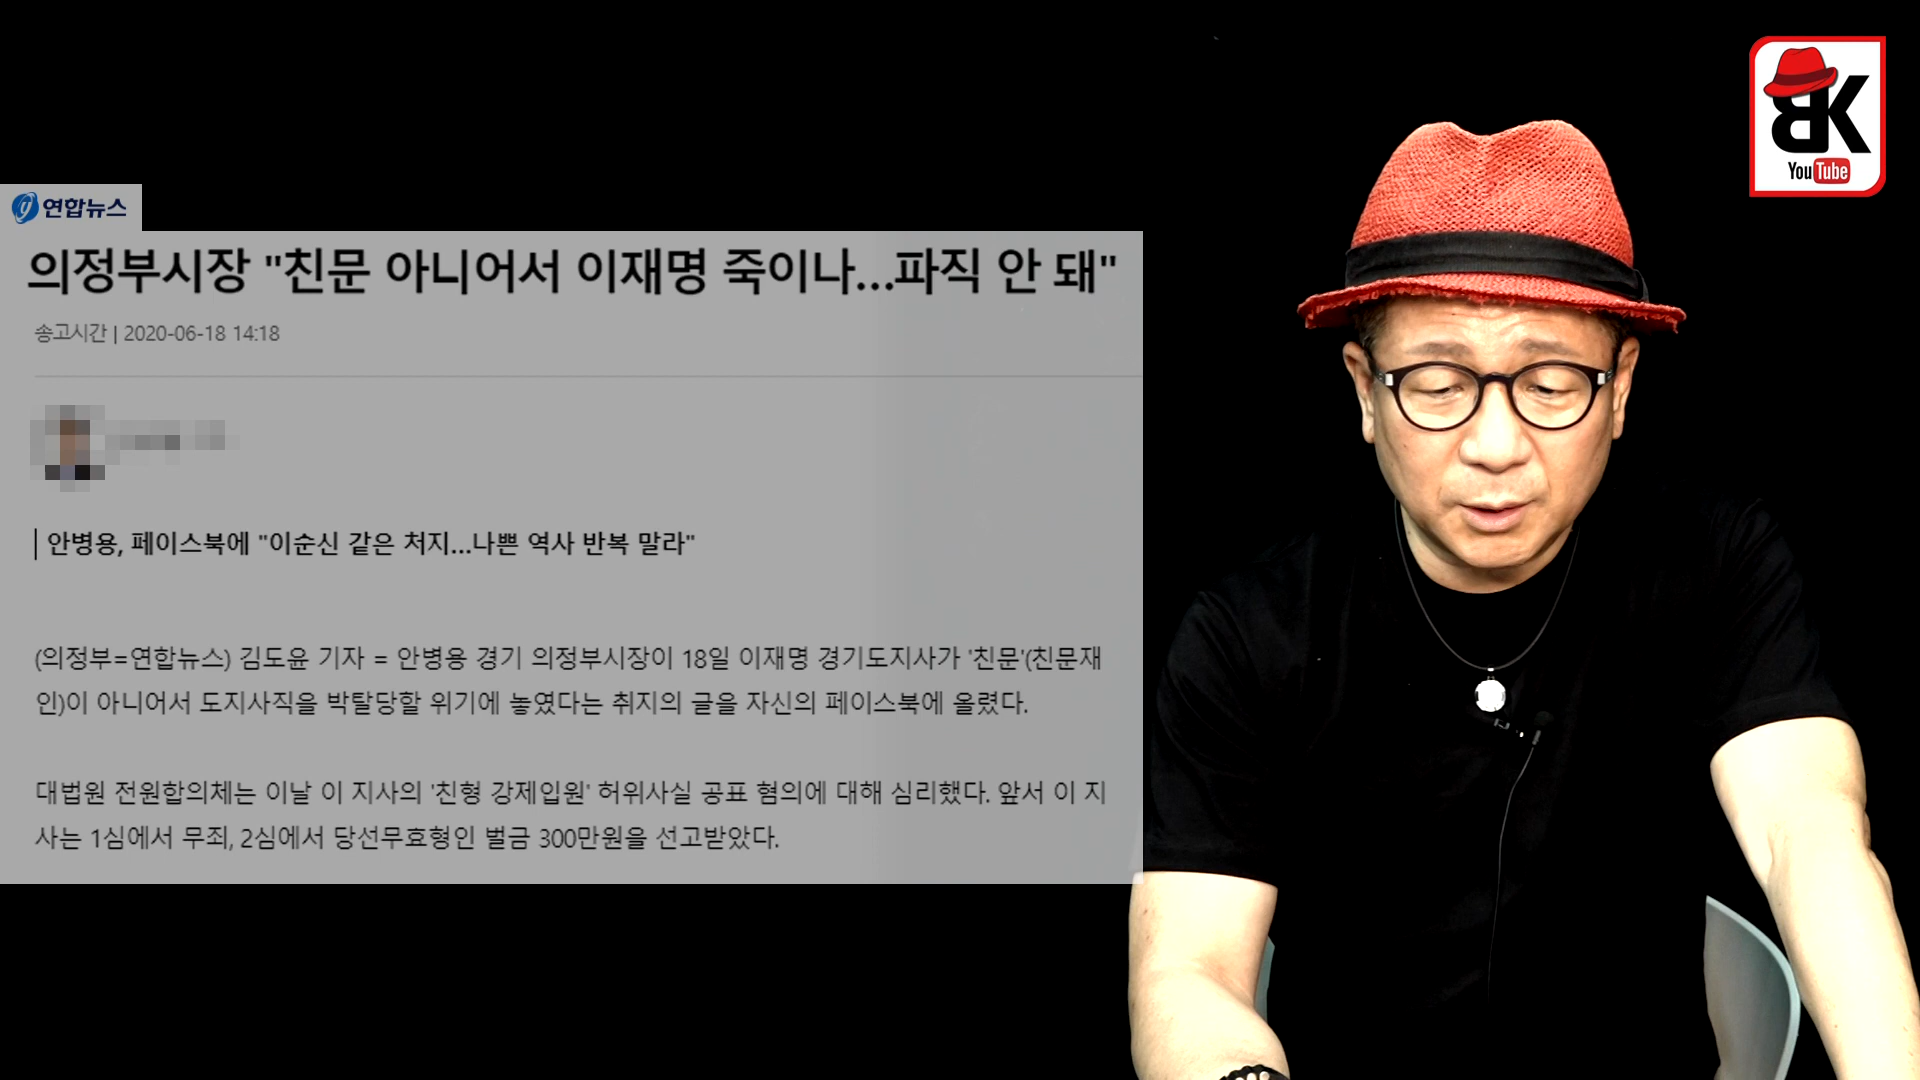 BK
YouTube
연합뉴스
의정부시장 "친문 아니어서 이재명 죽이나...파직 안 돼"
송고시간 | 2020-06-18 14:18
안병용, 페이스북에 "이순신 같은 처지...나쁜 역사 반복 말라"
(의정부=연합뉴스) 김도윤 기자 = 안병용 경기 의정부시장이 18일 이재명 경기도지사가 '친문'(친문재
인)이 아니어서 도지사직을 박탈당할 위기에 놓였다는 취지의 글을 자신의 페이스북에 올렸다.
대법원 전원합의체는 이날 이 지사의 '친형 강제입원' 허위사실 공표 혐의에 대해 심리했다. 앞서 이 지
사는 1심에서 무죄, 2심에서 당선무효형인 벌금 300만원을 선고받았다.